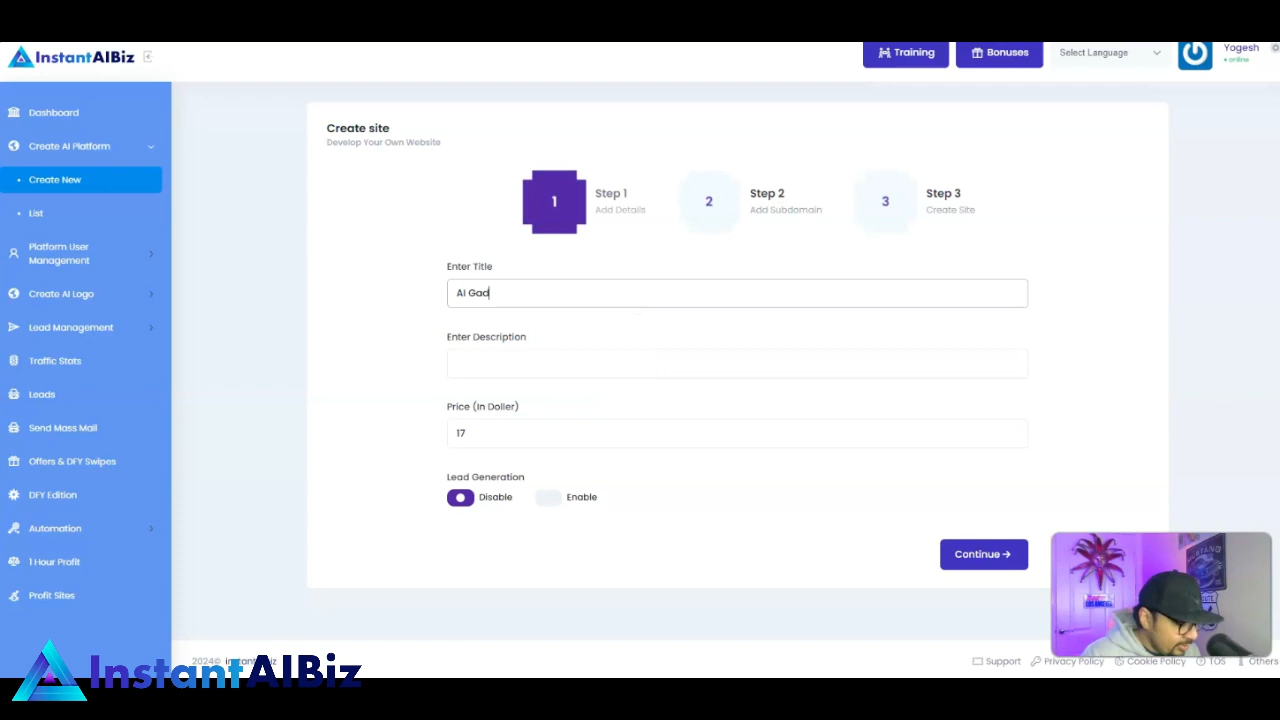 InstantAIBiz
Training
Bonuses
Select Language
Yogesh
online
Dashboard
Create AI Platform
Create New
List
Platform User
Management
Create AI Logo
Lead Management
Traffic Stats
Leads
Send Mass Mail
Offers & DFY Swipes
DFY Edition
Automation
1 Hour Profit
Profit Sites
Create site
Develop Your Own Website
1
Step 1
Add Details
2
Step 2
Add Subdomain
3
Step 3
Create Site
Enter Title
AI Gad
Enter Description
Price (In Doller)
17
Lead Generation
Disable
Enable
Continue
MUSTANG
2024©
Support
Privacy Policy
Cookie Policy
TOS
Others
InstantAIBiz